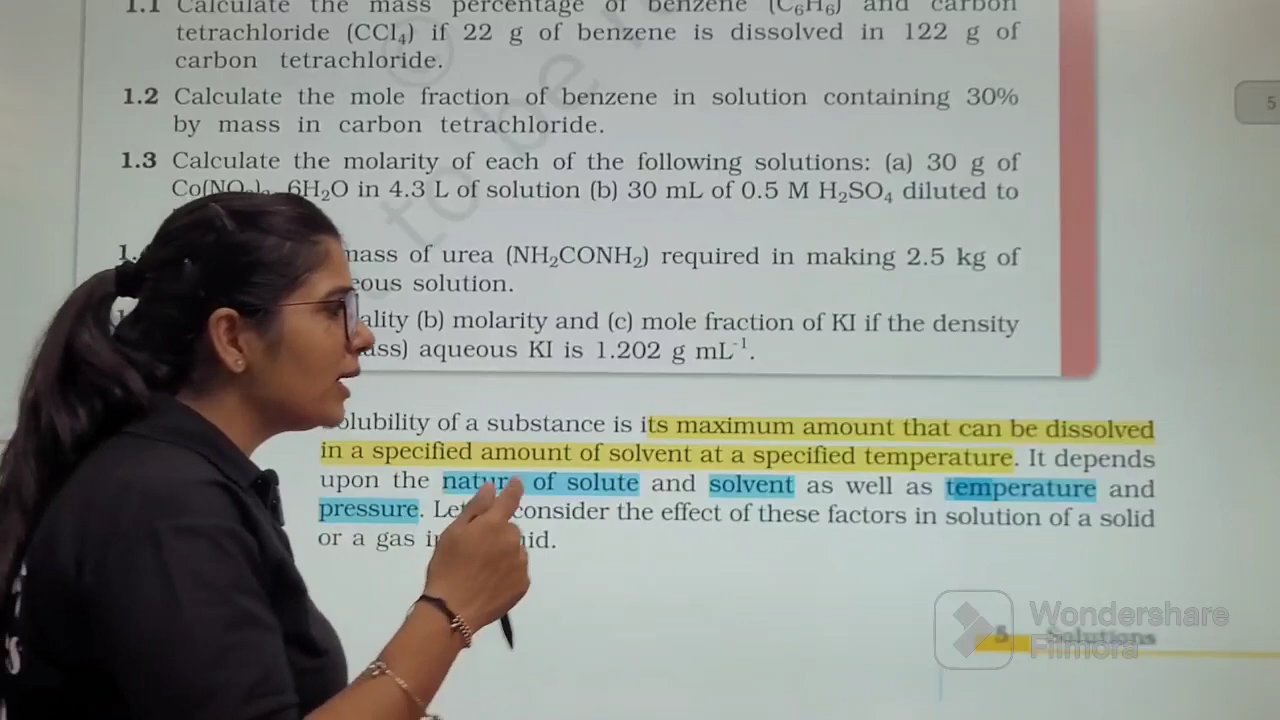 1.1 Calculate the mass percentage of benzene (C₆H₆) and carbon
tetrachloride (CCl₄) if 22 g of benzene is dissolved in 122 g of
carbon tetrachloride.
1.2 Calculate the mole fraction of benzene in solution containing 30%
by mass in carbon tetrachloride.
1.3 Calculate the molarity of each of the following solutions: (a) 30 g of
6H₂O in 4.3 L of solution (b) 30 mL of 0.5 M H₂SO₄ diluted to
of urea (NH₂CONH₂) required in making 2.5 kg of
solution.
(b) molarity and (c) mole fraction of KI if the density
aqueous KI is 1.202 g mL⁻¹.
of a substance is its maximum amount that can be dissolved
in a specified amount of solvent at a specified temperature. It depends
upon the nature of solute and solvent as well as temperature and
pressure. consider the effect of these factors in solution of a solid
or a gas
to be
5
5 Solutions
Wondershare
Filmora